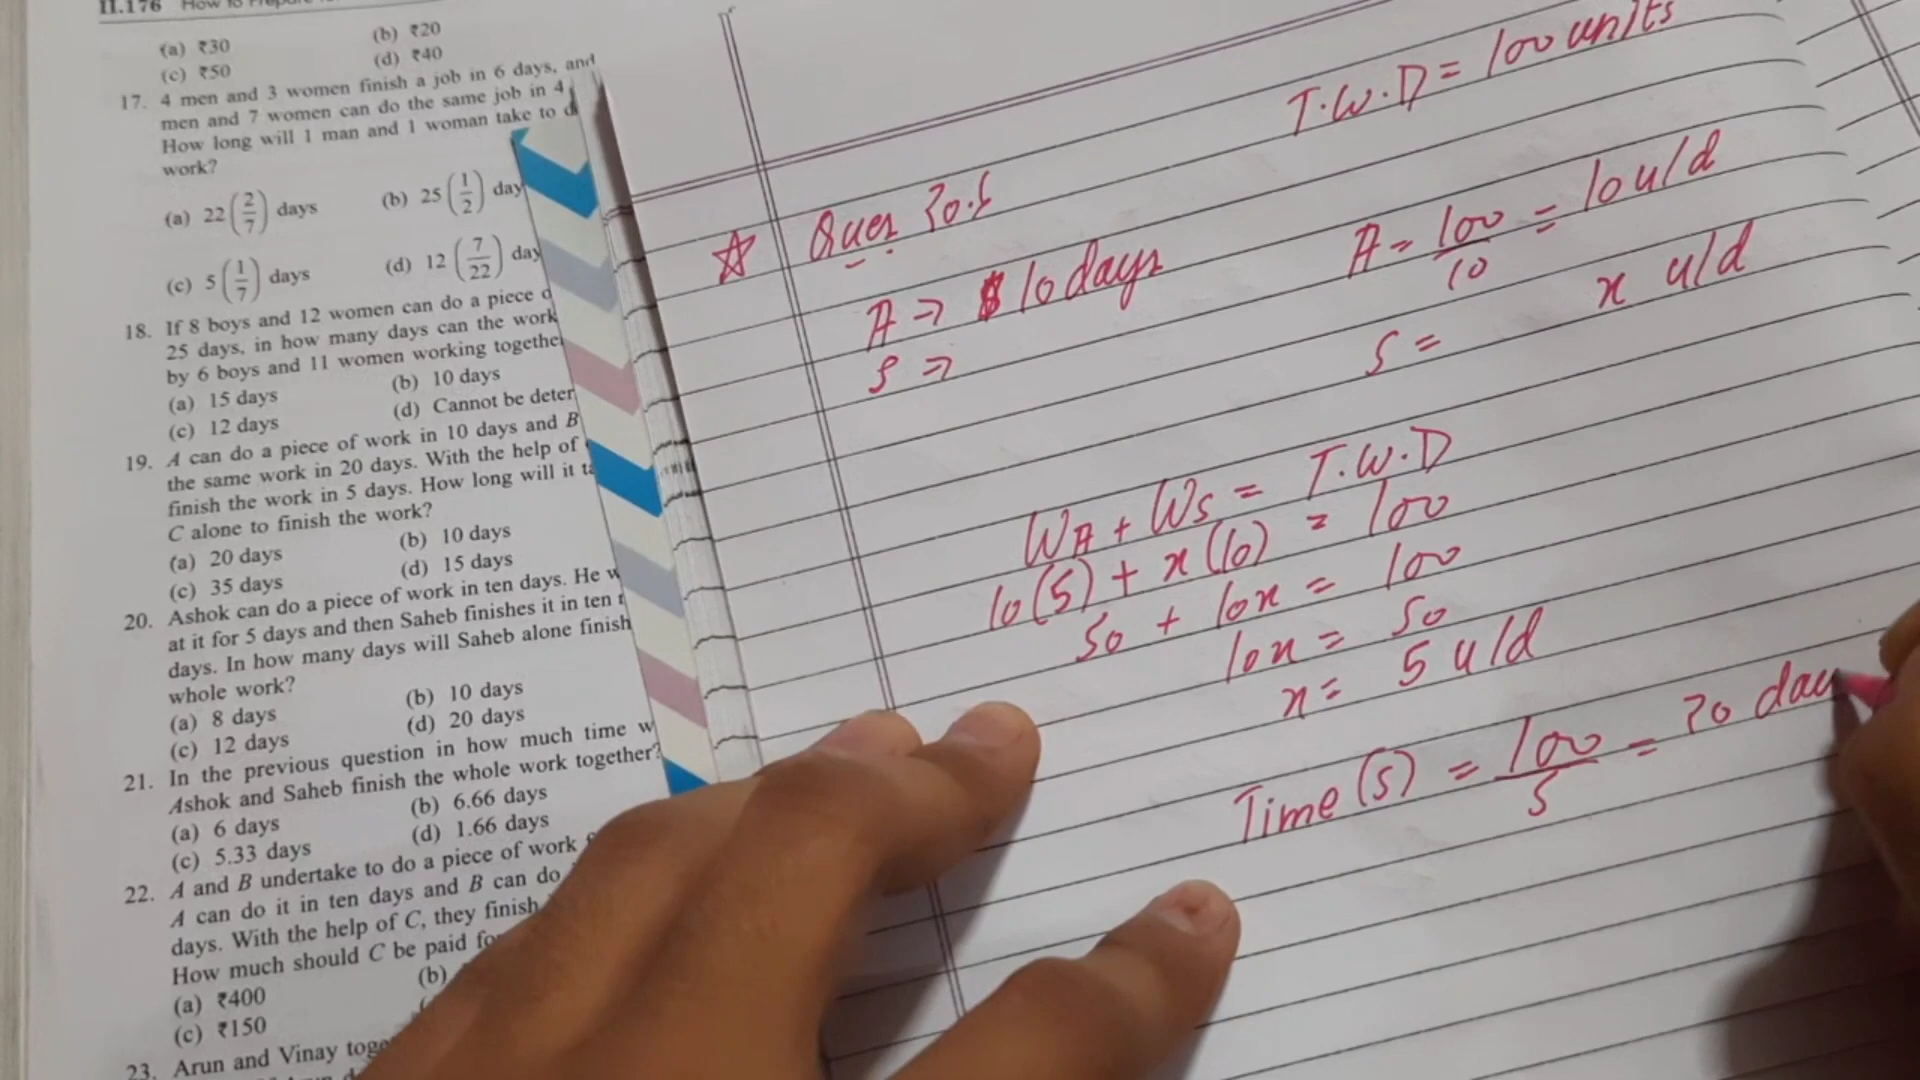 II.176 How to Prepare
(a) ₹30 (b) ₹20
(c) ₹50 (d) ₹40
17. 4 men and 3 women finish a job in 6 days, and
men and 7 women can do the same job in 4
How long will 1 man and 1 woman take to d
work?
(a) 22 (2/7) days (b) 25 (1/2) day
(c) 5 (1/7) days (d) 12 (7/22) day
18. If 8 boys and 12 women can do a piece o
25 days, in how many days can the work
by 6 boys and 11 women working togethe
(a) 15 days (b) 10 days
(c) 12 days (d) Cannot be deter
19. A can do a piece of work in 10 days and B
the same work in 20 days. With the help of
finish the work in 5 days. How long will it ta
C alone to finish the work?
(a) 20 days (b) 10 days
(c) 35 days (d) 15 days
20. Ashok can do a piece of work in ten days. He w
at it for 5 days and then Saheb finishes it in ten
days. In how many days will Saheb alone finish
whole work?
(a) 8 days (b) 10 days
(c) 12 days (d) 20 days
21. In the previous question in how much time w
Ashok and Saheb finish the whole work together?
(a) 6 days (b) 6.66 days
(c) 5.33 days (d) 1.66 days
22. A and B undertake to do a piece of work
A can do it in ten days and B can do
days. With the help of C, they finish
How much should C be paid fo
(a) ₹400 (b)
(c) ₹150
23. Arun and Vinay toge
T.W.D = 100 units
Ques 20.
A => 10 days
A = 100/10 = 10 u/d
S =>
S = x u/d
WA + WS = T.W.D
10(5) + x(10) = 100
50 + 10x = 100
10x = 50
x = 5 u/d
Time (S) = 100/5 = 20 day